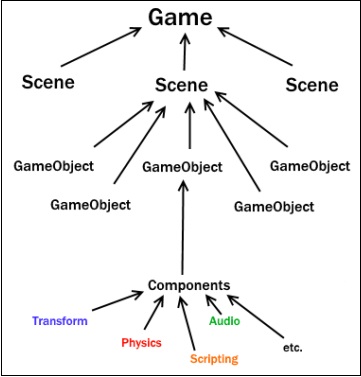 Game
Scene
Scene
Scene
GameObject
GameObject
GameObject
GameObject
GameObject
Components
Transform
Audio
Physics
etc.
Scripting